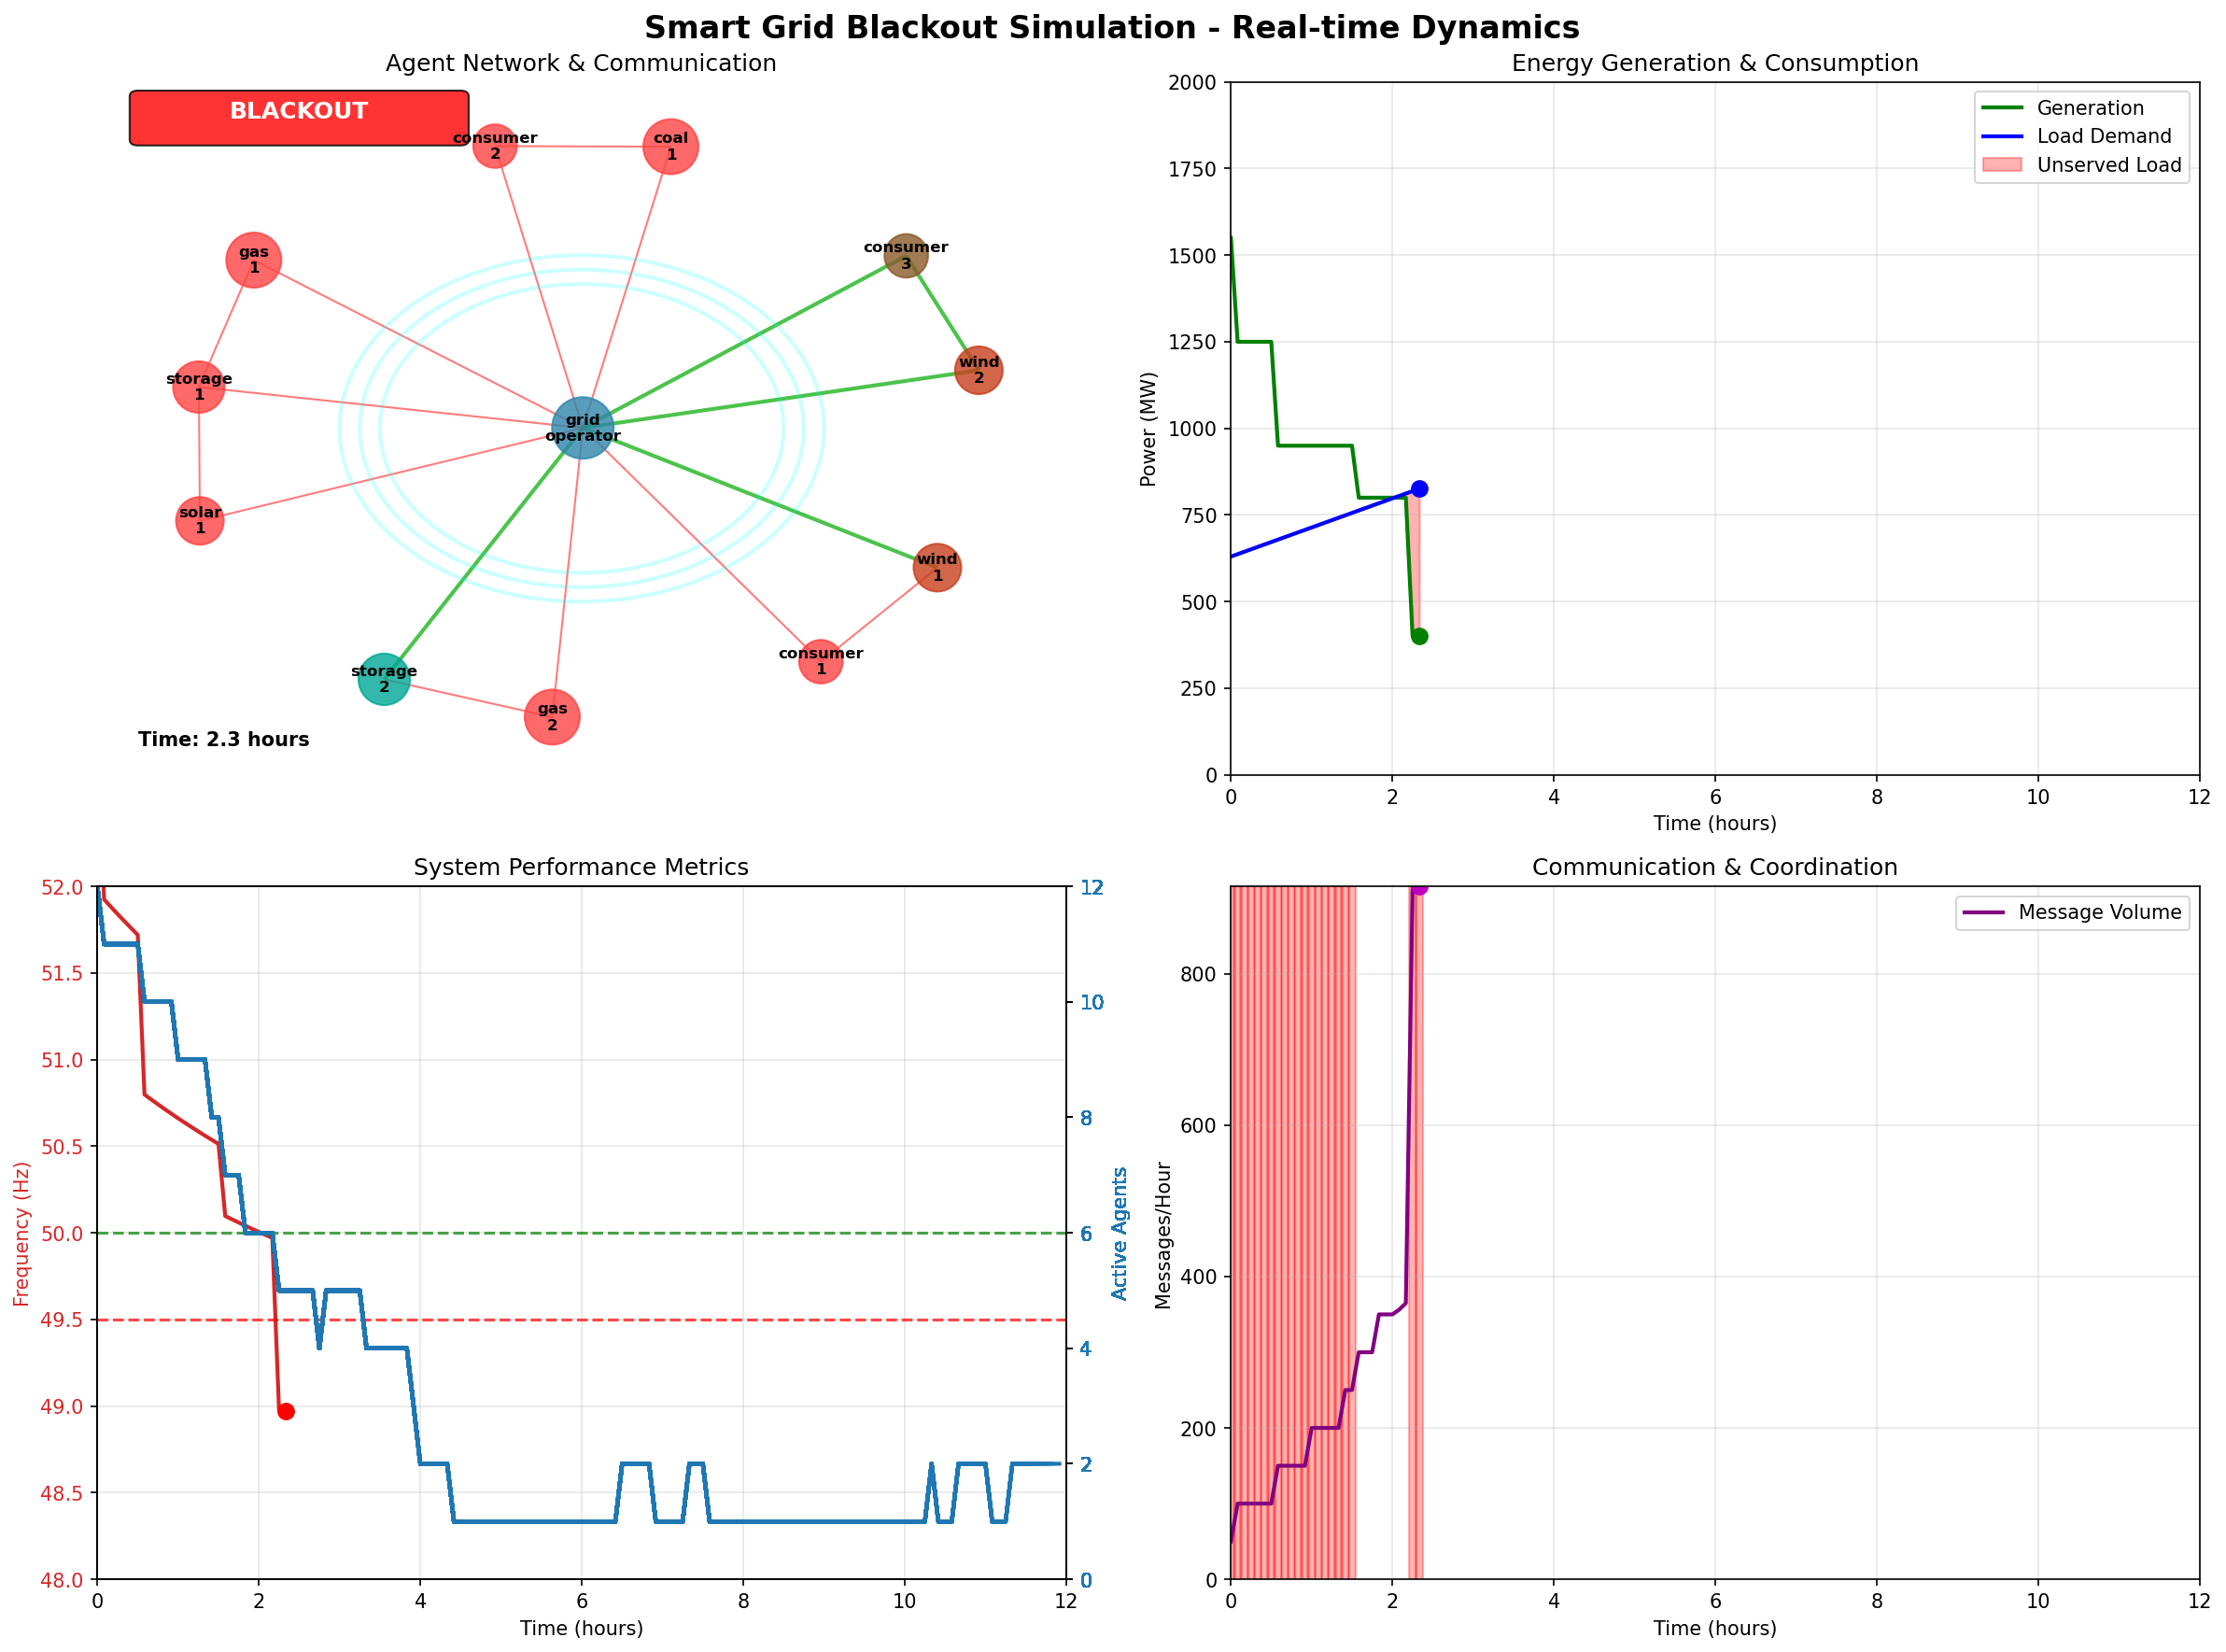 Smart Grid Blackout Simulation - Real-time Dynamics
Agent Network & Communication
BLACKOUT
consumer
2
coal
1
gas
1
consumer
3
storage
1
wind
2
grid
operator
solar
1
wind
1
consumer
1
storage
2
gas
2
Time: 2.3 hours
Energy Generation & Consumption
Generation
Load Demand
Unserved Load
Power (MW)
2000
1750
1500
1250
1000
750
500
250
0
0 2 4 6 8 10 12
Time (hours)
System Performance Metrics
Frequency (Hz)
52.0
51.5
51.0
50.5
50.0
49.5
49.0
48.5
48.0
12
10
8
6
4
2
0
Active Agents
0 2 4 6 8 10 12
Time (hours)
Communication & Coordination
Message Volume
Messages/Hour
800
600
400
200
0
0 2 4 6 8 10 12
Time (hours)